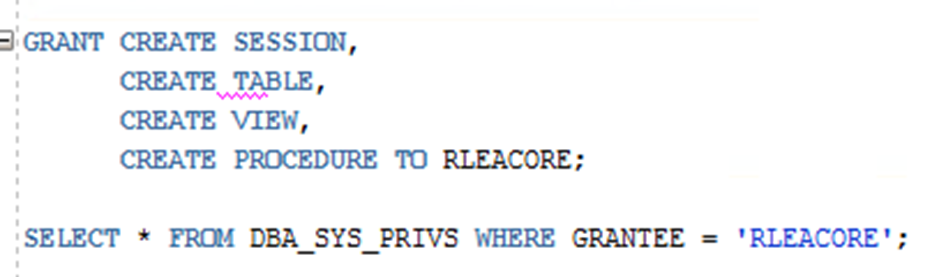 GRANT CREATE SESSION,
CREATE TABLE,
CREATE VIEW,
CREATE PROCEDURE TO RLEACORE;
SELECT * FROM DBA_SYS_PRIVS WHERE GRANTEE = 'RLEACORE';